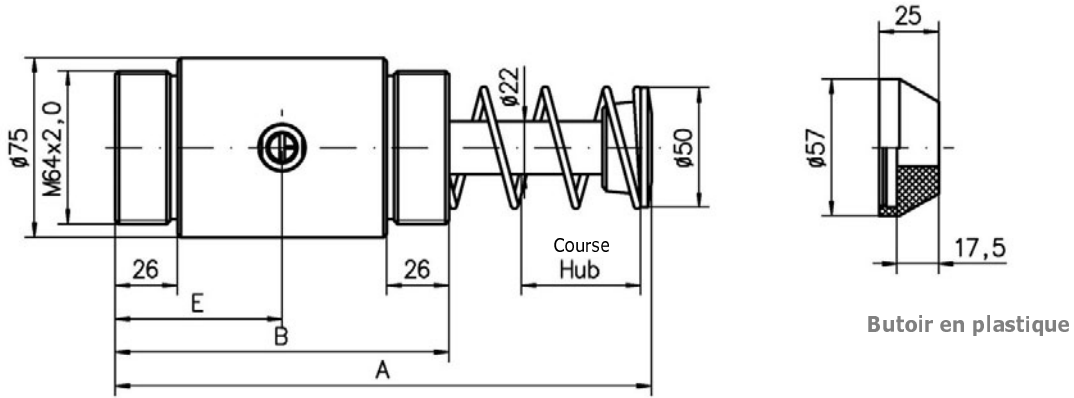 25
ø22
ø75
M64x2,0
ø50
ø57
Course
Hub
26
26
17,5
E
B
A
Butoir en plastique